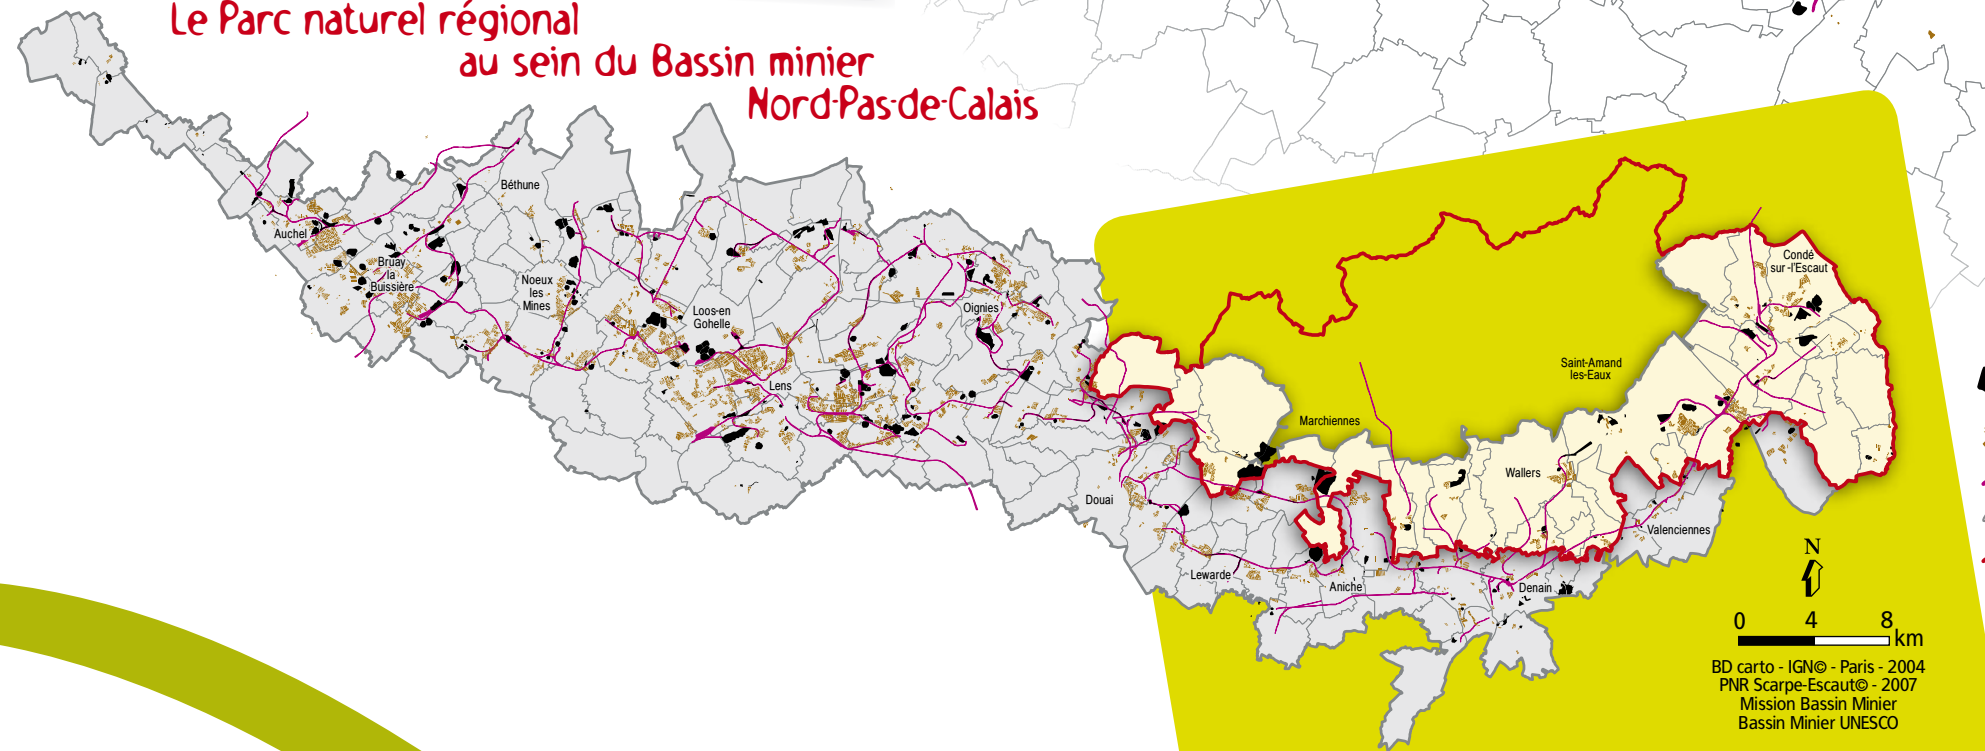 Le Parc naturel régional
au sein du Bassin minier
Nord-Pas-de-Calais
Béthune
Auchel
Bruay
la
Buissière
Noeux
les
Mines
Loos-en
Gohelle
Oignies
Lens
Douai
Condé
sur-l'Escaut
Saint-Amand
les-Eaux
Marchiennes
Wallers
Valenciennes
Lewarde
Aniche
Denain
N
0 4 8
km
BD carto - IGN© - Paris - 2004
PNR Scarpe-Escaut© - 2007
Mission Bassin Minier
Bassin Minier UNESCO